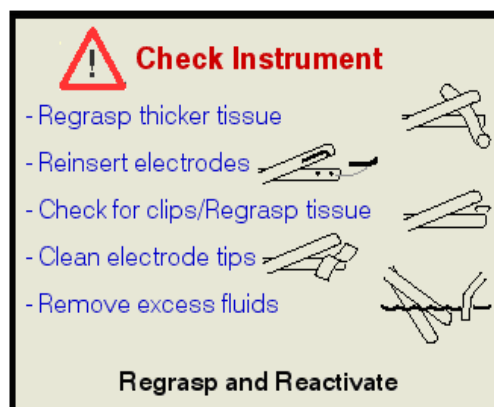 Check Instrument
- Regrasp thicker tissue
- Reinsert electrodes
- Check for clips/Regrasp tissue
- Clean electrode tips
- Remove excess fluids
Regrasp and Reactivate